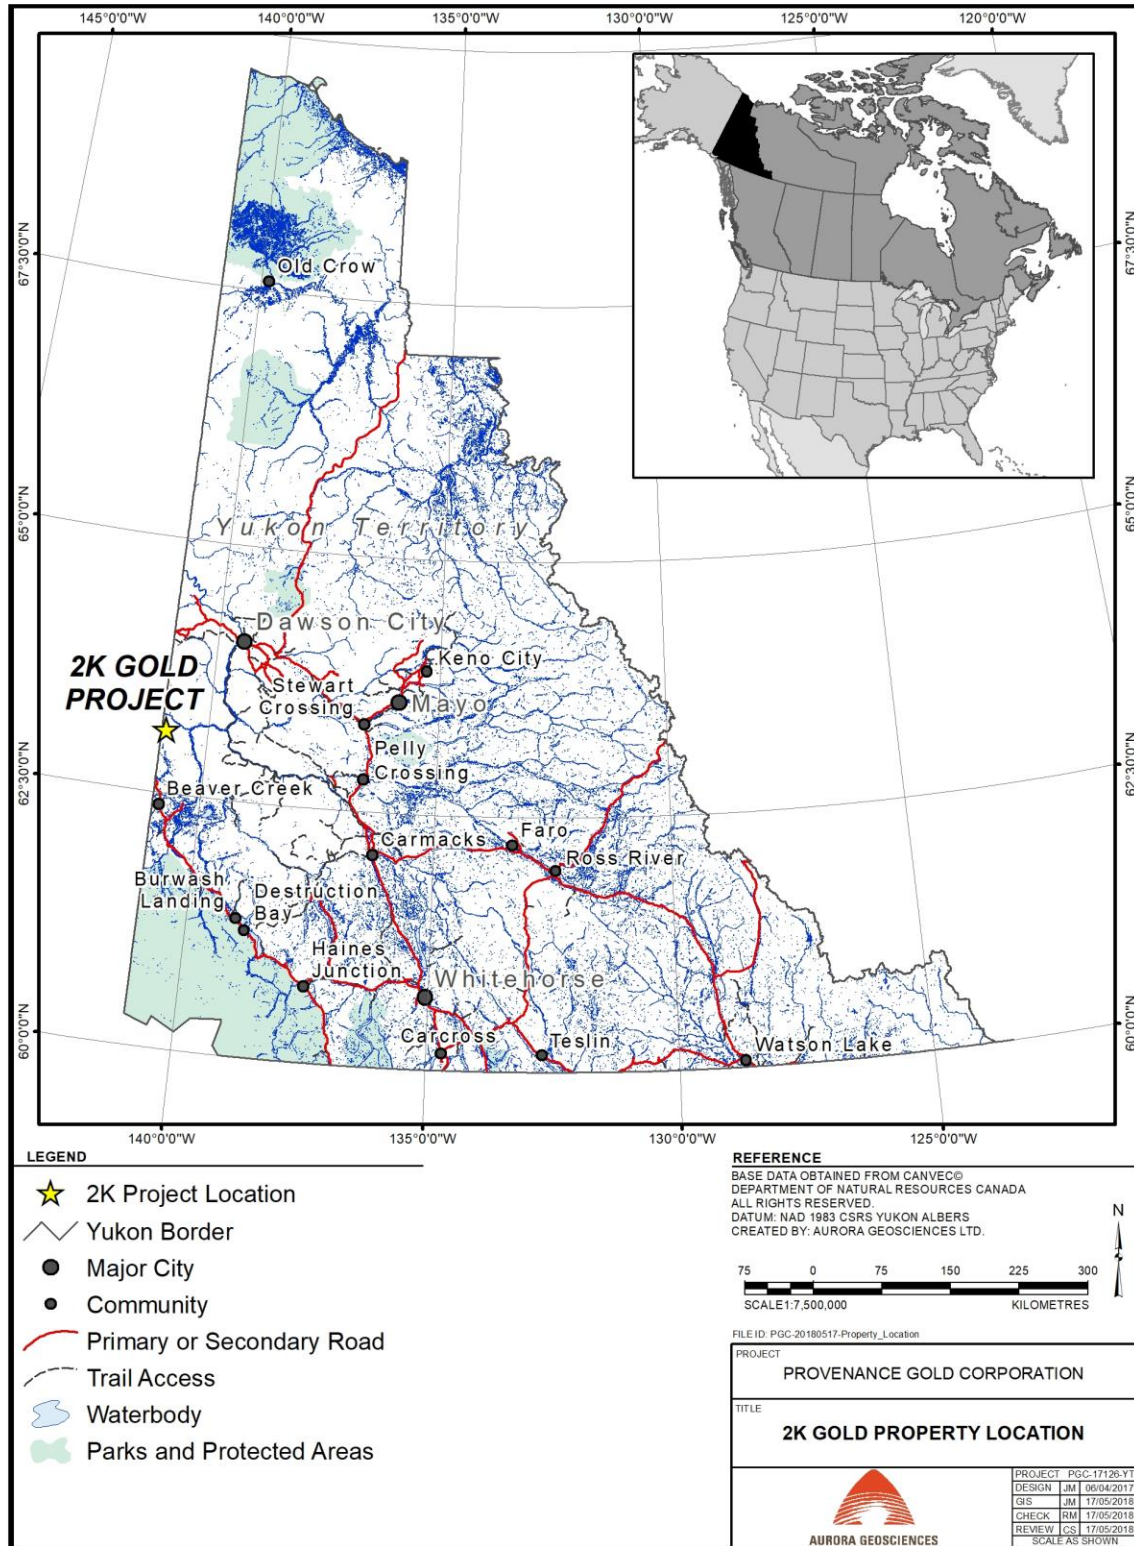 145°0'0"W
140°0'0"W
135°0'0"W
130°0'0"W
125°0'0"W
120°0'0"W
67°30'0"N
67°30'0"N
65°0'0"N
65°0'0"N
62°30'0"N
62°30'0"N
60°0'0"N
60°0'0"N
Old Crow
Yukon Territory
Dawson City
2K GOLD
PROJECT
Keno City
Stewart
Crossing
Mayo
Pelly
Crossing
Beaver Creek
Carmacks
Faro
Ross River
Burwash
Landing
Destruction
Bay
Haines
Junction
Whitehorse
Carcross
Teslin
Watson Lake
140°0'0"W
135°0'0"W
130°0'0"W
125°0'0"W
LEGEND
2K Project Location
Yukon Border
Major City
Community
Primary or Secondary Road
Trail Access
Waterbody
Parks and Protected Areas
REFERENCE
BASE DATA OBTAINED FROM CANVEC©
DEPARTMENT OF NATURAL RESOURCES CANADA
ALL RIGHTS RESERVED.
DATUM: NAD 1983 CSRS YUKON ALBERS
CREATED BY: AURORA GEOSCIENCES LTD.
N
75 0 75 150 225 300
SCALE1:7,500,000 KILOMETRES
FILE ID: PGC-20180517-Property_Location
PROJECT
PROVENANCE GOLD CORPORATION
TITLE
2K GOLD PROPERTY LOCATION
AURORA GEOSCIENCES
PROJECT PGC-17126-YT
DESIGN JM 06/04/2017
GIS JM 17/05/2018
CHECK RM 17/05/2018
REVIEW CS 17/05/2018
SCALE AS SHOWN